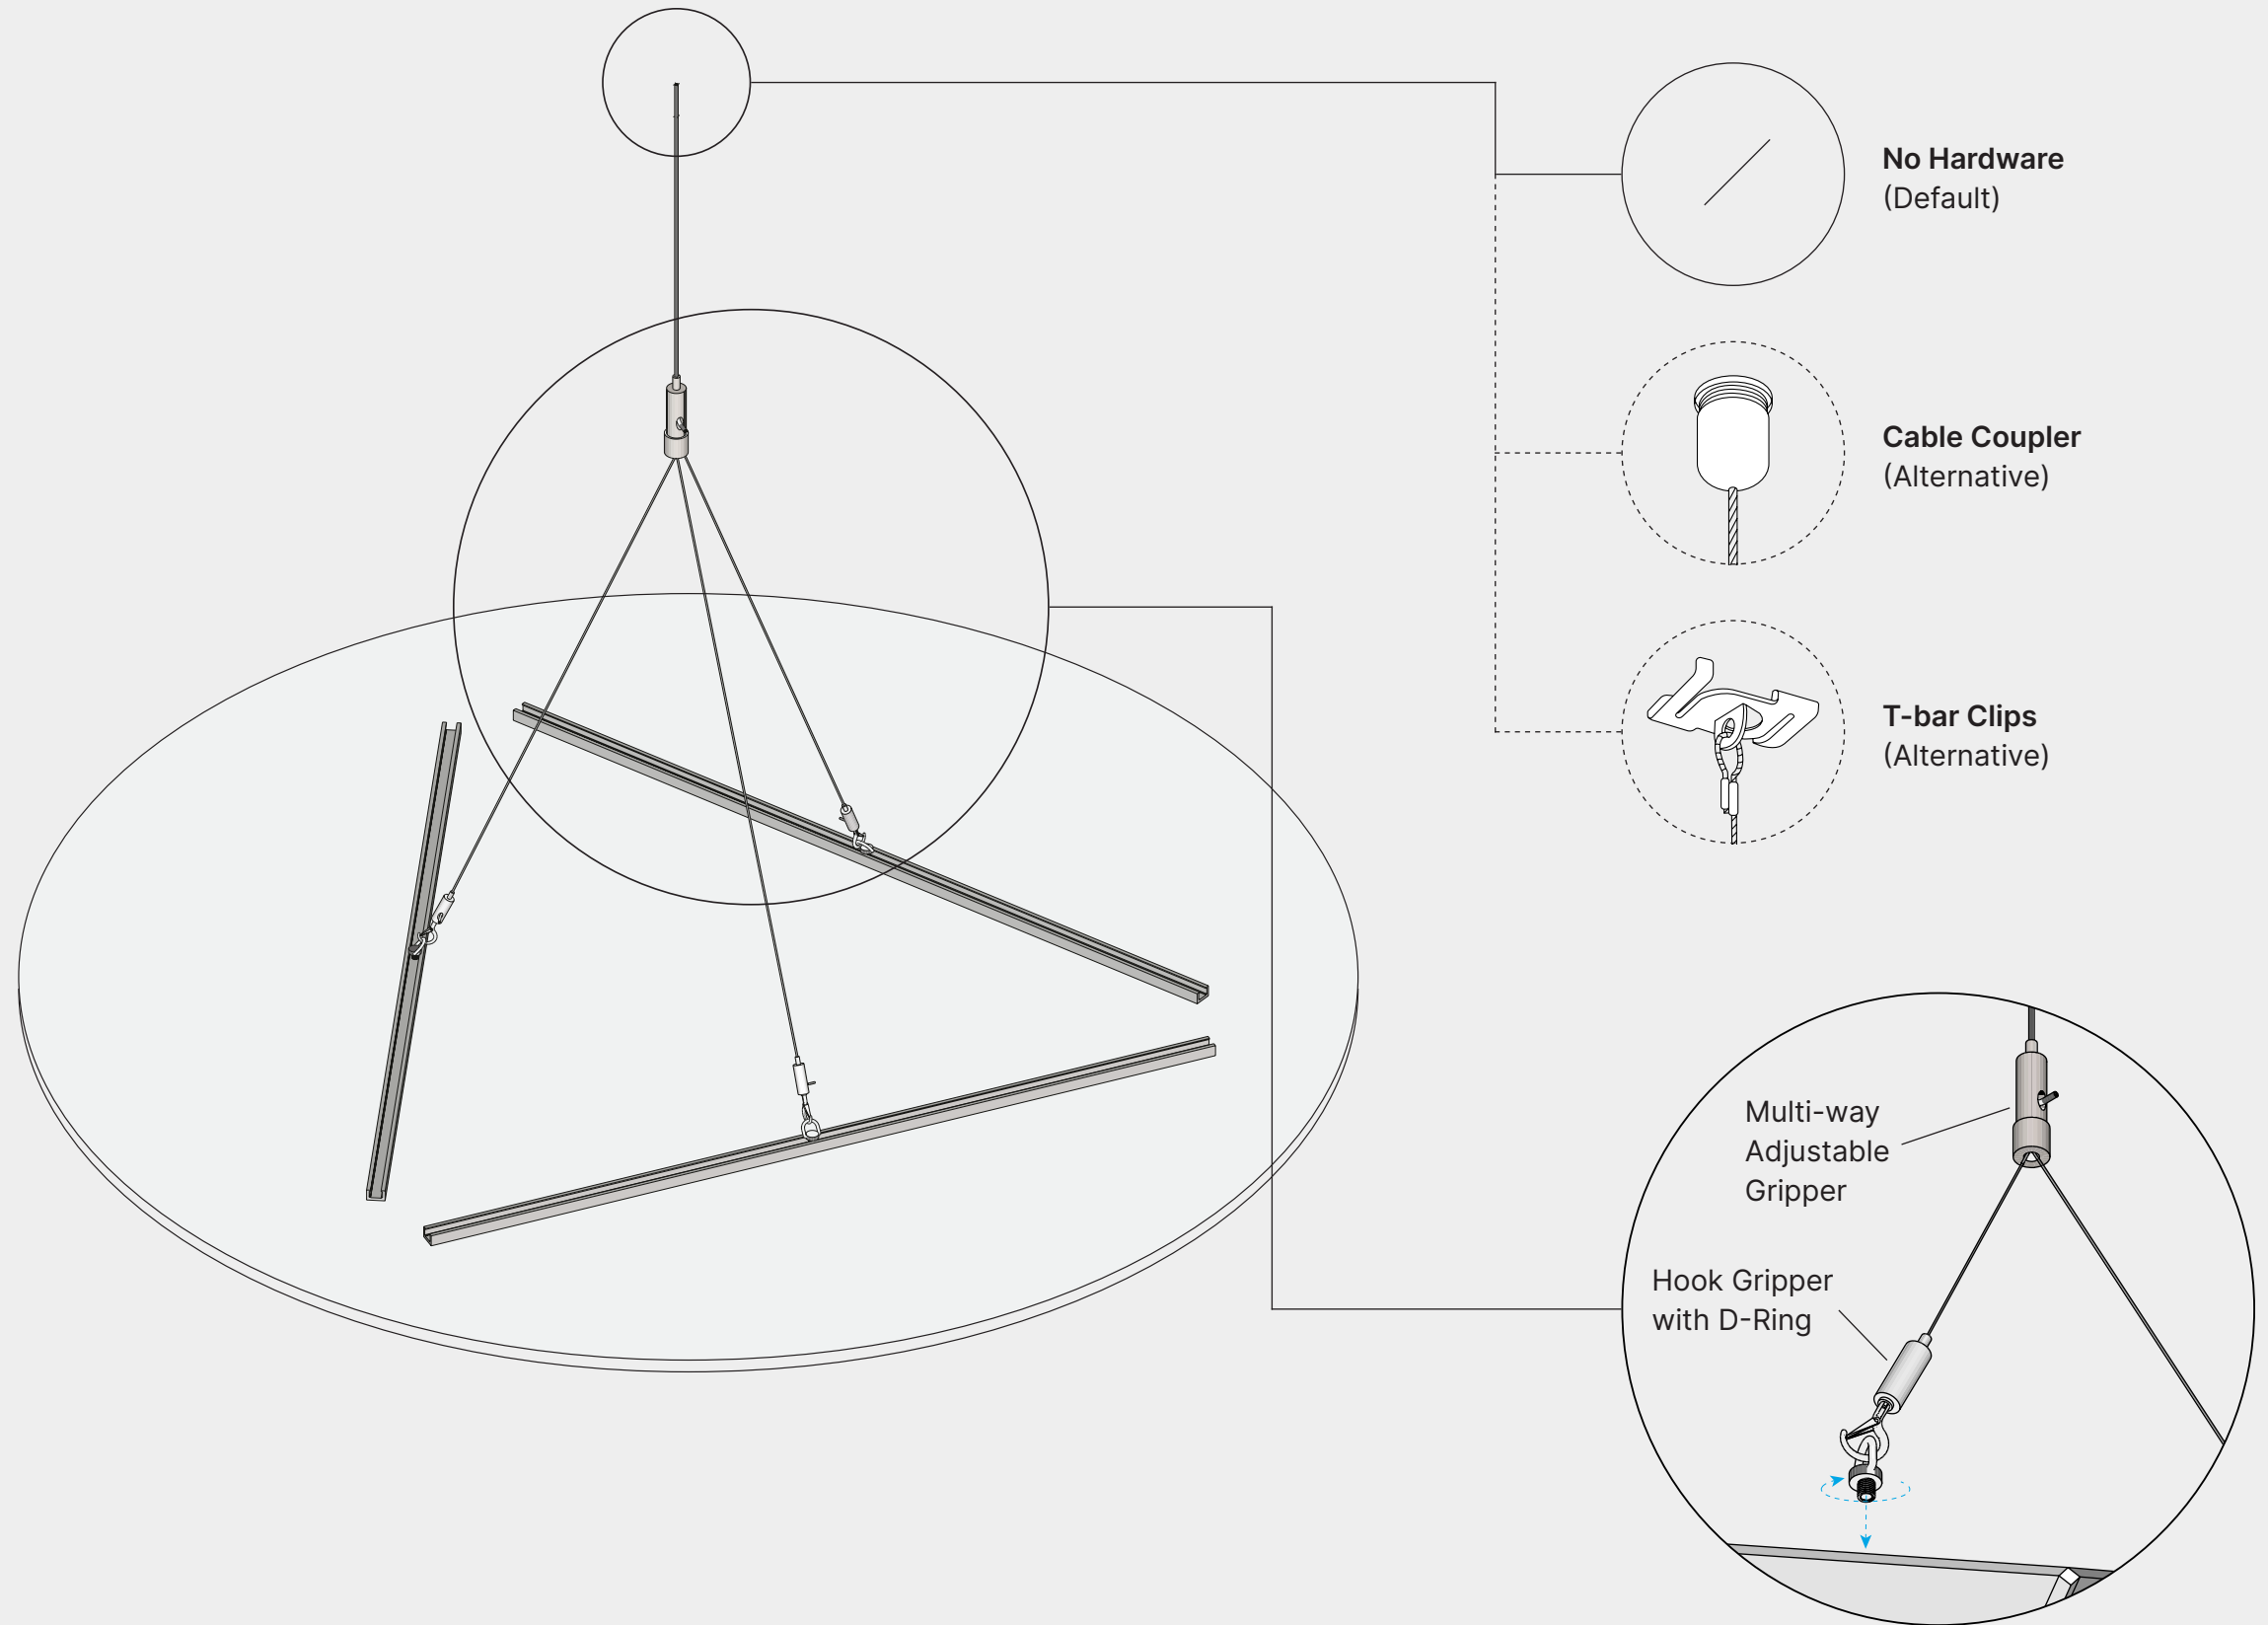 No Hardware
(Default)
Cable Coupler
(Alternative)
T-bar Clips
(Alternative)
Multi-way
Adjustable
Gripper
Hook Gripper
with D-Ring